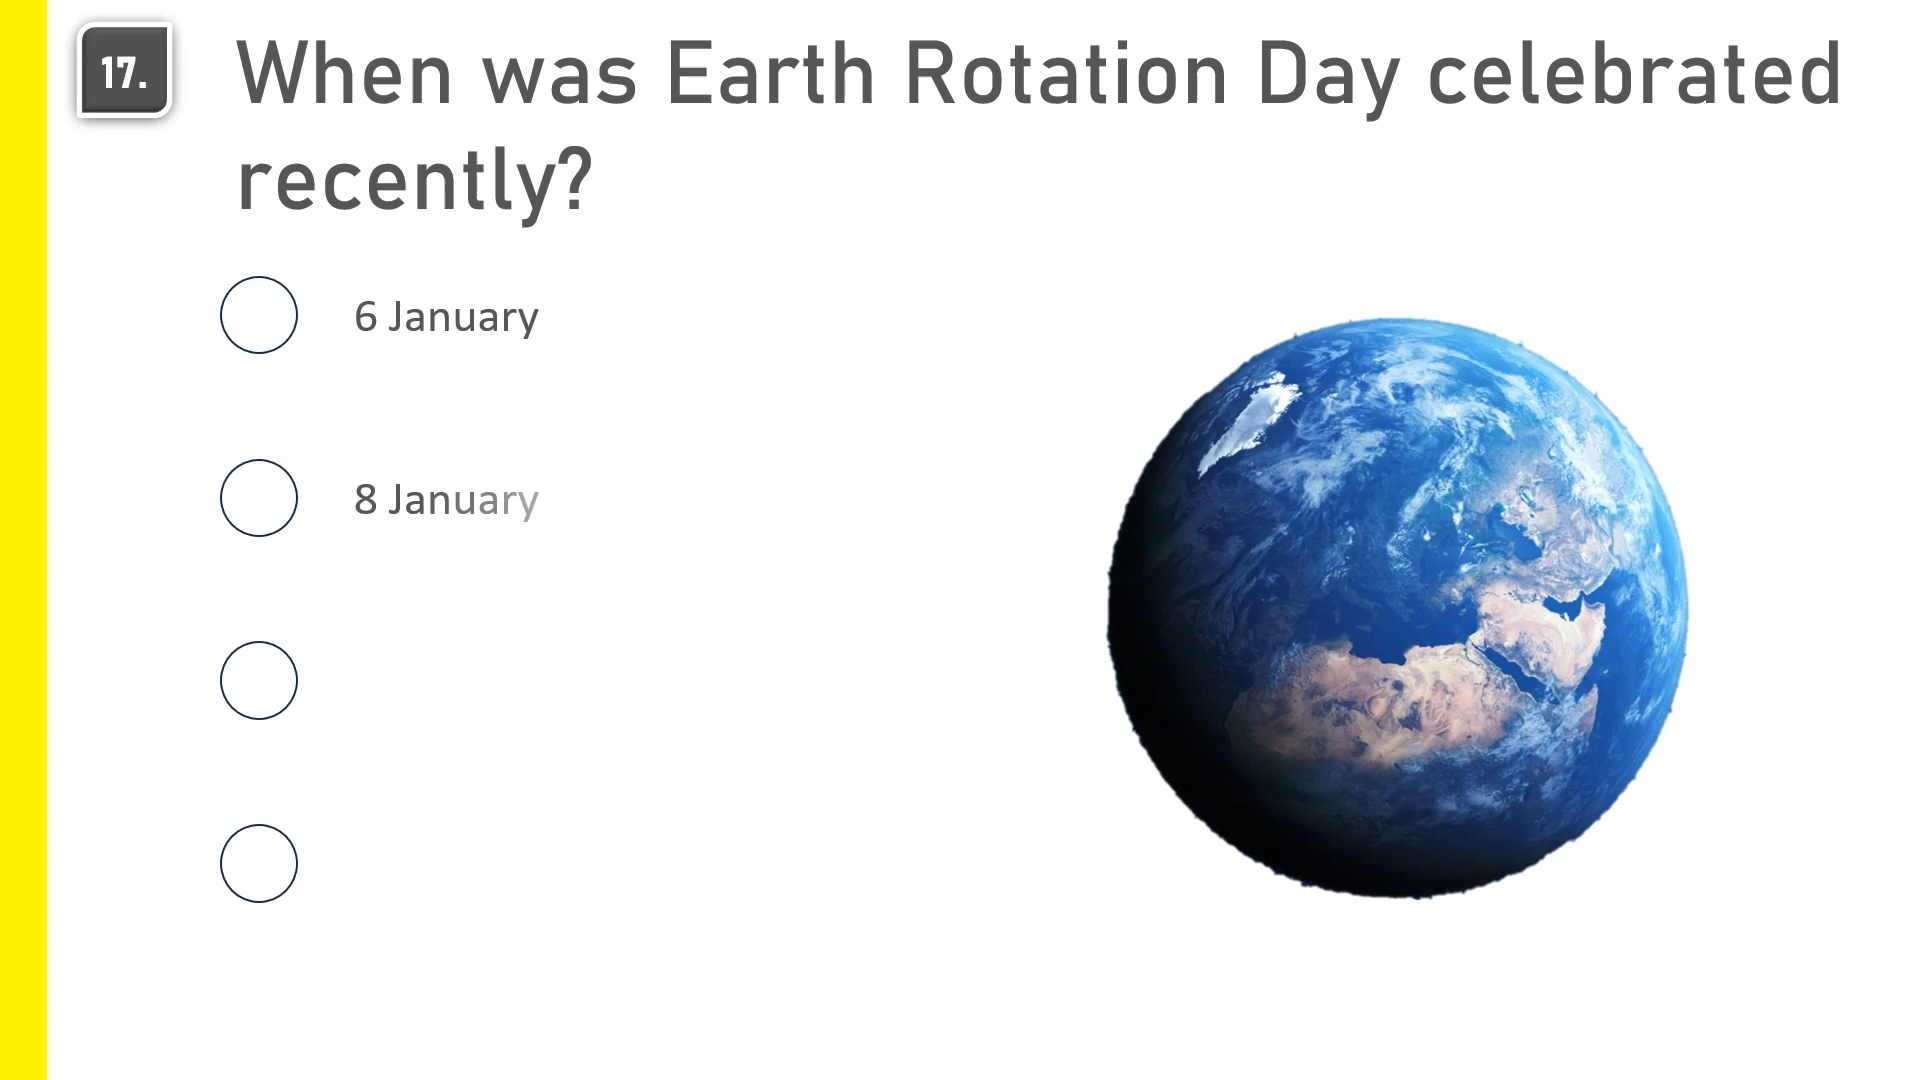 17.
When was Earth Rotation Day celebrated
recently?
6 January
8 January